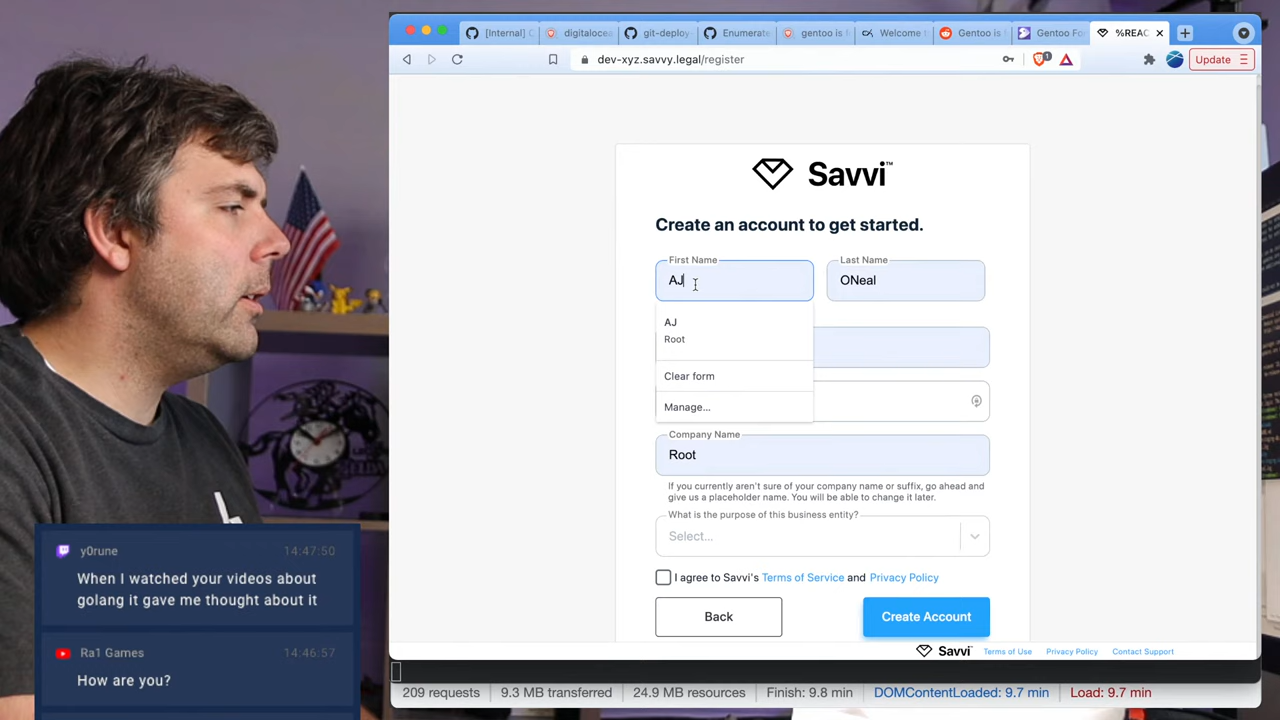 [Internal] C
digitalocea
git-deploy-
Enumerate
gentoo is f
Welcome t
Gentoo is
Gentoo Fo
%REAC
dev-xyz.savvy.legal/register
1
Update
Savvi™
Create an account to get started.
First Name
Last Name
AJ
ONeal
AJ
Root
Clear form
Manage...
Company Name
Root
If you currently aren't sure of your company name or suffix, go ahead and
give us a placeholder name. You will be able to change it later.
What is the purpose of this business entity?
Select...
I agree to Savvi's Terms of Service and Privacy Policy
Back
Create Account
Savvi
Terms of Use
Privacy Policy
Contact Support
209 requests
9.3 MB transferred
24.9 MB resources
Finish: 9.8 min
DOMContentLoaded: 9.7 min
Load: 9.7 min
y0rune
14:47:50
When I watched your videos about
golang it gave me thought about it
Ra1 Games
14:46:57
How are you?